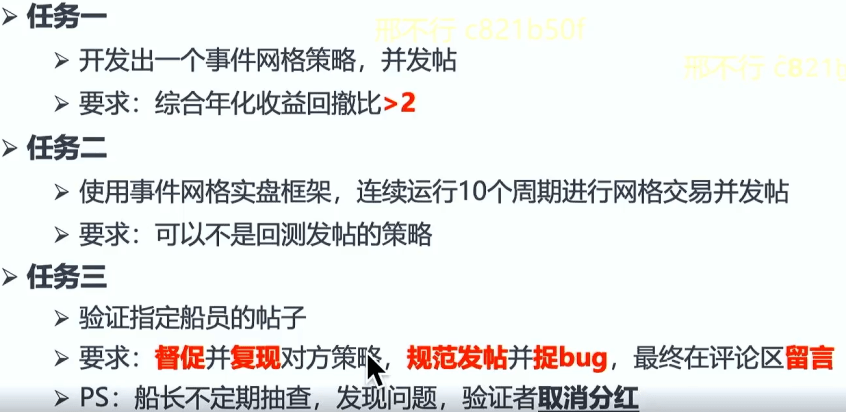 任务一
邢不行 c821b50f
开发出一个事件网格策略，并发帖
邢不行 c821b
要求：综合年化收益回撤比>2
任务二
使用事件网格实盘框架，连续运行10个周期进行网格交易并发帖
要求：可以不是回测发帖的策略
任务三
验证指定船员的帖子
要求：督促并复现对方策略，规范发帖并捉bug，最终在评论区留言
PS：船长不定期抽查，发现问题，验证者取消分红